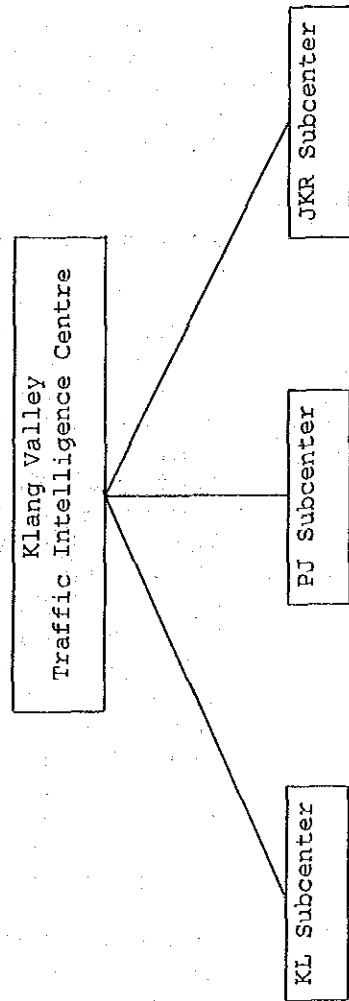 Klang Valley
Traffic Intelligence Centre
KL Subcenter
PJ Subcenter
JKR Subcenter